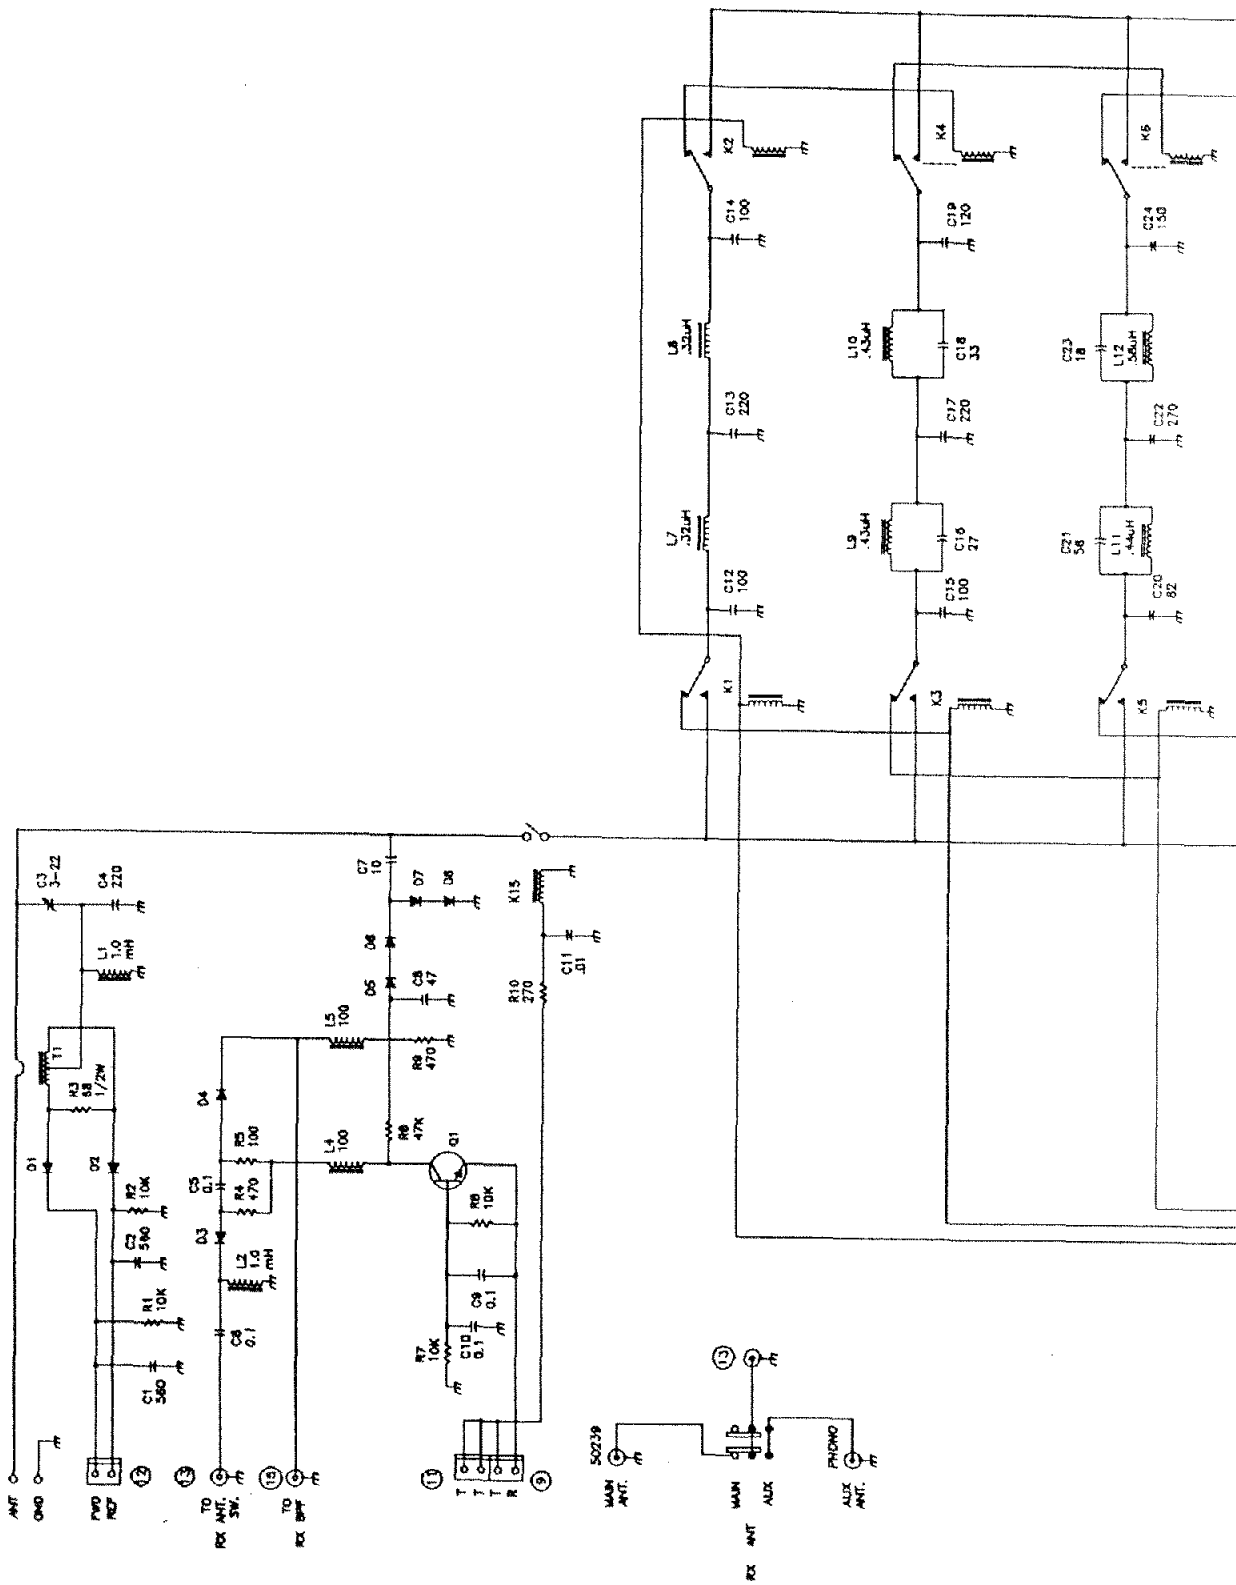 ANT
GND
FWD
REF
12
13
TO
RX ANT.
SW.
15
TO
RX BPF
11
T
T
T
R
9
C1
560
R1
10K
C2
560
R2
10K
D1
D2
R3
68
1/2W
T1
L1
1.0
mH
C3
3-22
C4
220
C6
0.1
L2
1.0
mH
D3
R4
470
C5
0.1
R5
100
D4
L4
100
L5
100
R9
470
47K
C8
47
D5
D6
C7
10
D7
D8
Q1
10K
C9
0.1
C10
0.1
R7
10K
R10
270
C11
.01
K15
MAIN
ANT.
SO239
MAIN
AUX
RX ANT
13
AUX
ANT.
PHONO
K1
C12
100
L7
.32uH
C13
220
L8
.32uH
C14
100
K2
K3
C15
100
L9
.43uH
C16
27
C17
220
L10
.43uH
C18
33
C19
120
K4
K5
C20
82
C21
56
L11
.44uH
C22
270
C23
18
L12
.56uH
C24
150
K6